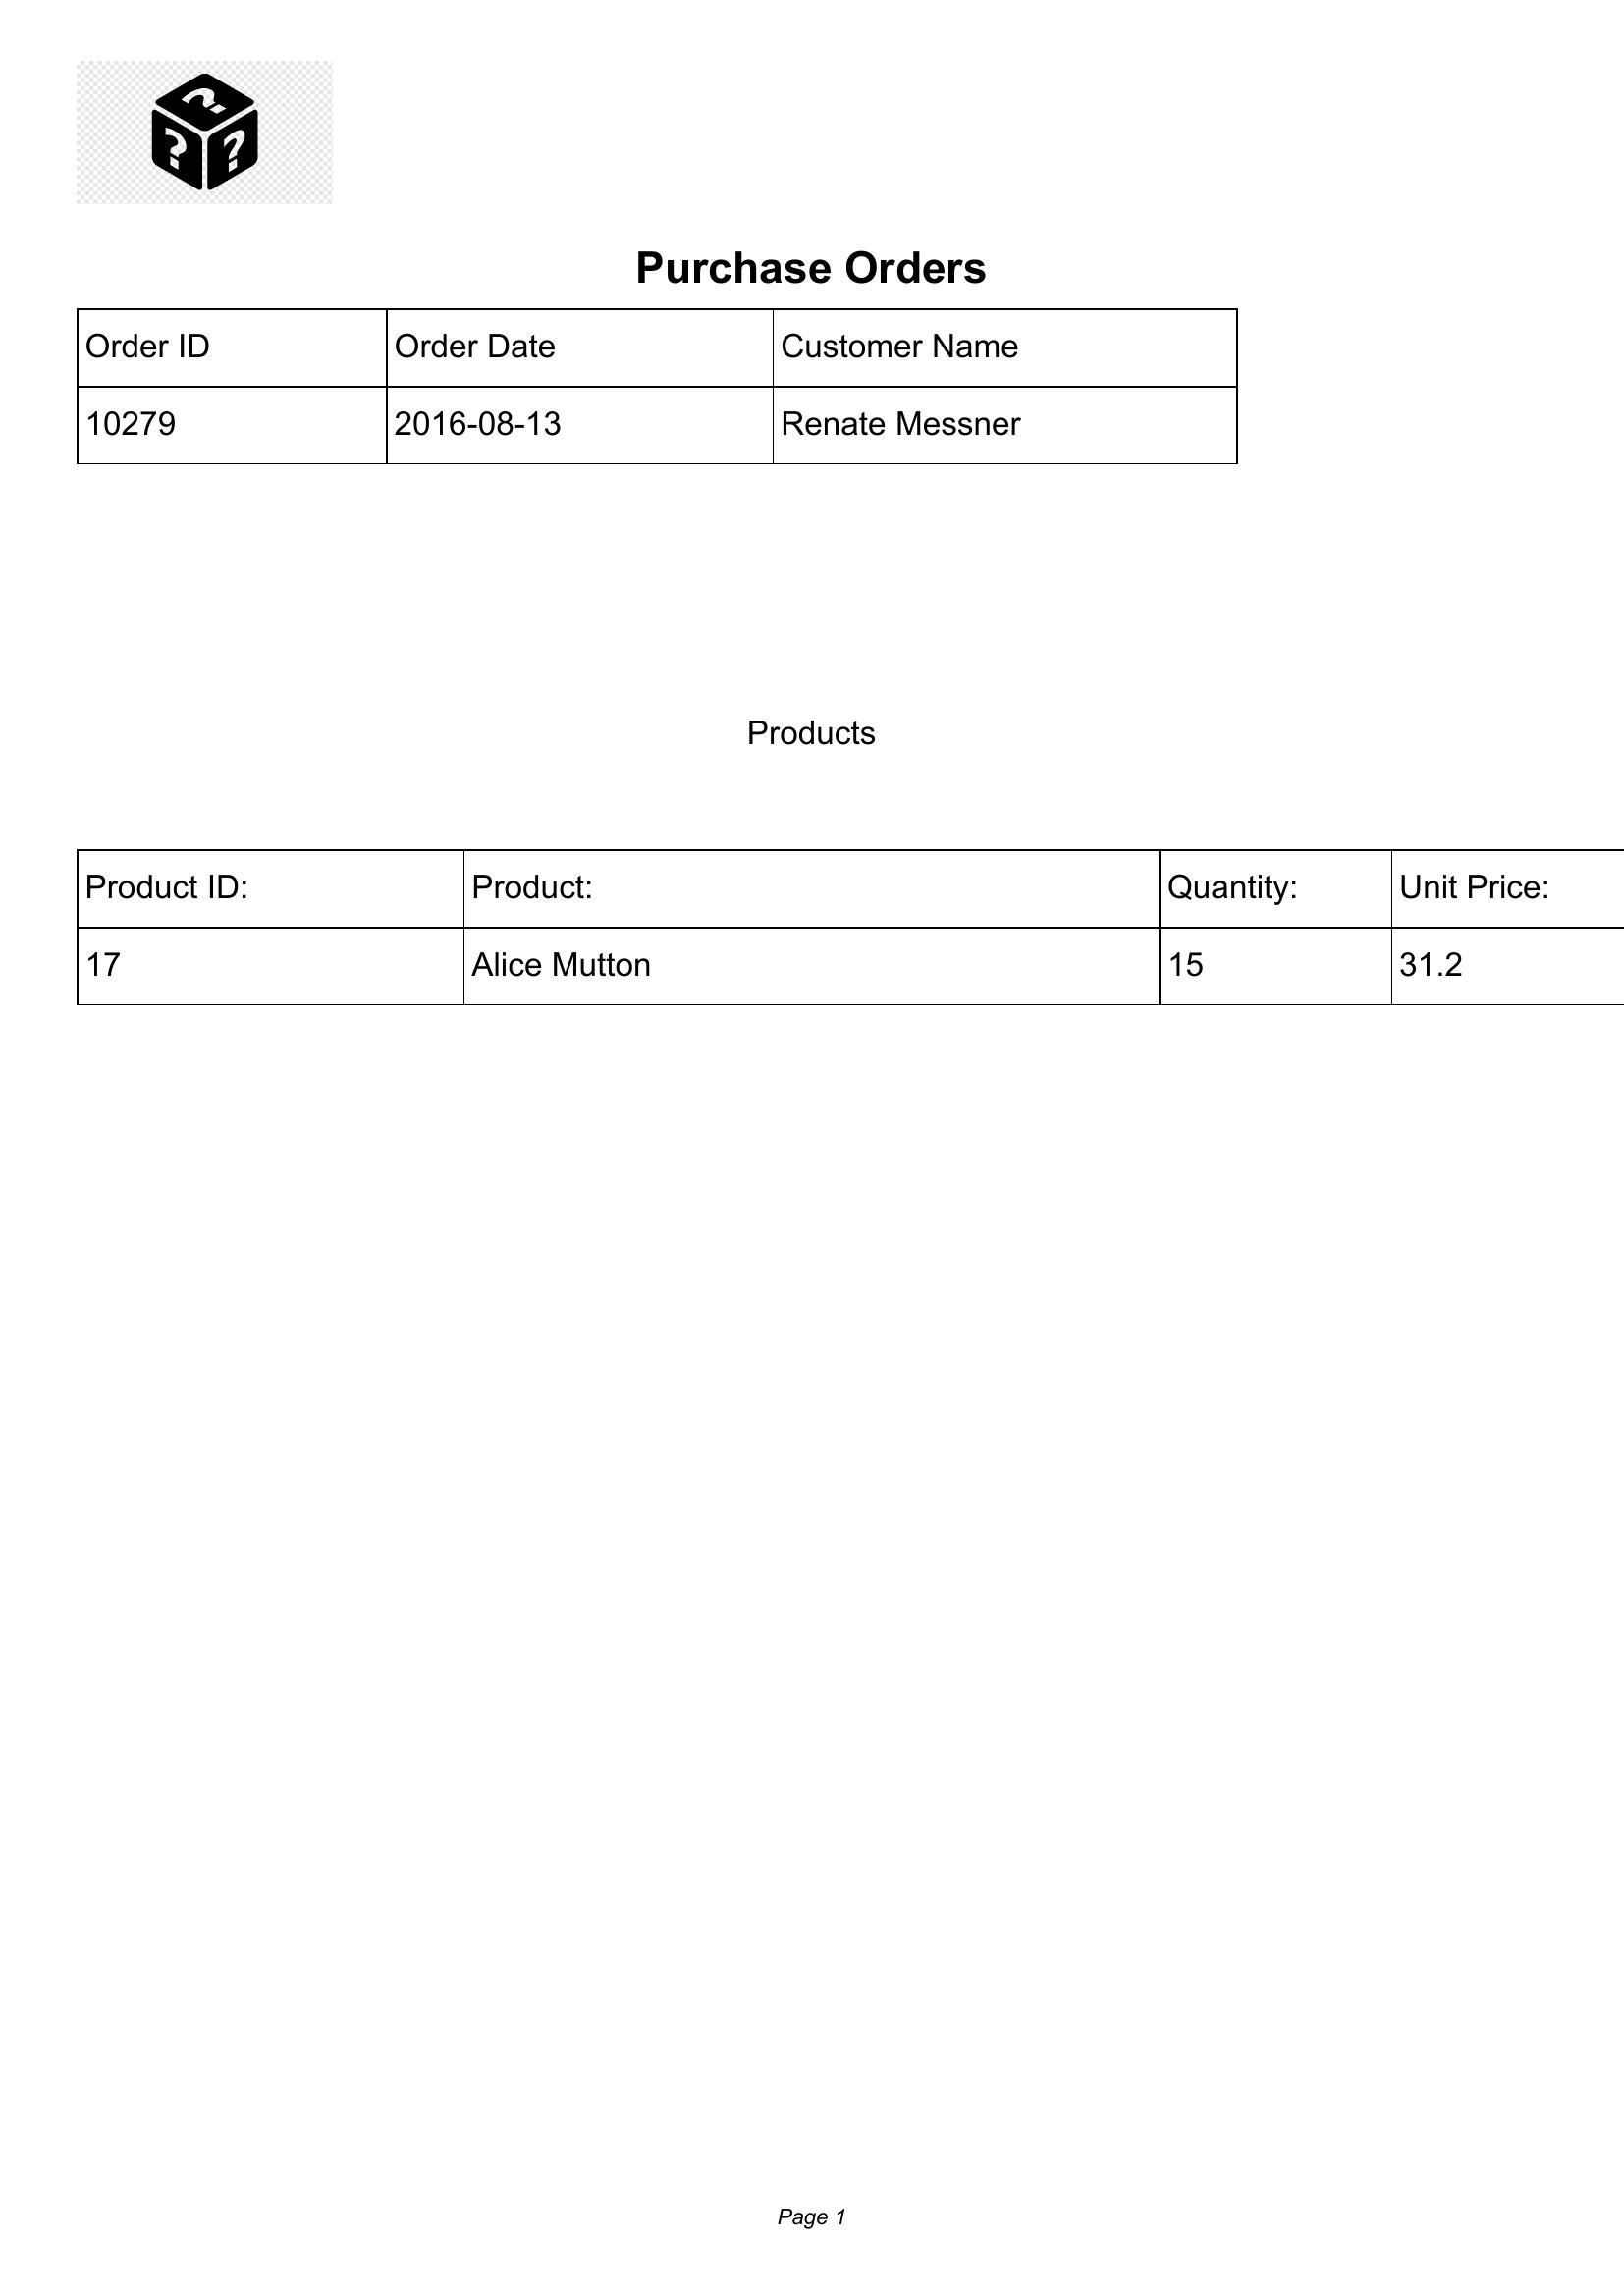 Purchase Orders
Order ID Order Date Customer Name
10279 2016-08-13 Renate Messner
Products
Product ID: Product: Quantity: Unit Price:
17 Alice Mutton 15 31.2
Page 1